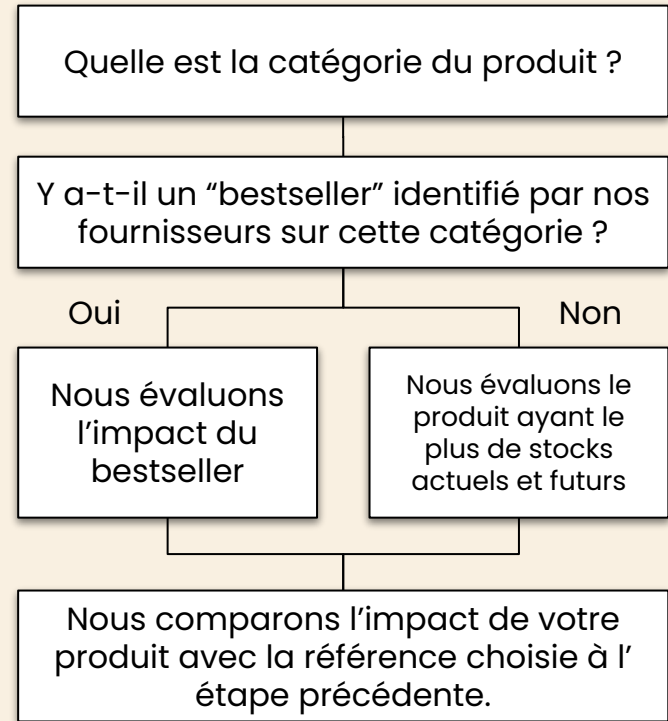 Quelle est la catégorie du produit ?
Y a-t-il un “bestseller” identifié par nos
fournisseurs sur cette catégorie ?
Oui
Non
Nous évaluons
l’impact du
bestseller
Nous évaluons le
produit ayant le
plus de stocks
actuels et futurs
Nous comparons l’impact de votre
produit avec la référence choisie à l’
étape précédente.